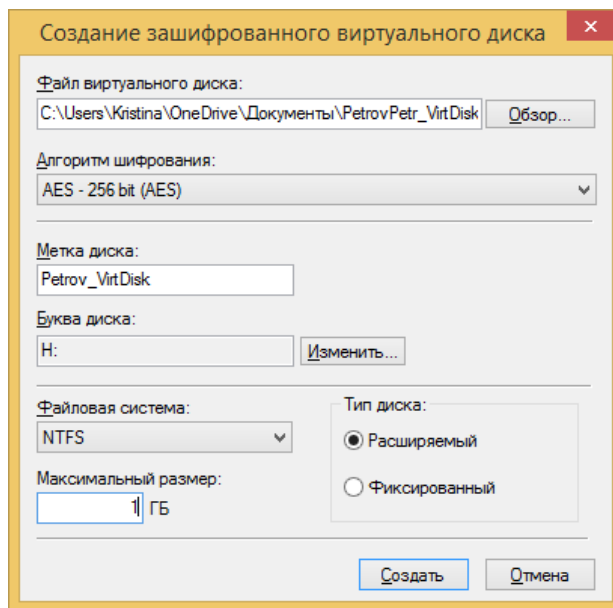 Создание зашифрованного виртуального диска
Файл виртуального диска:
C:\Users\Kristina\OneDrive\Документы\PetrovPetr_VirtDisk
Обзор...
Алгоритм шифрования:
AES - 256 bit (AES)
Метка диска:
Petrov_VirtDisk
Буква диска:
H:
Изменить...
Файловая система:
NTFS
Максимальный размер:
1 ГБ
Тип диска:
Расширяемый
Фиксированный
Создать
Отмена